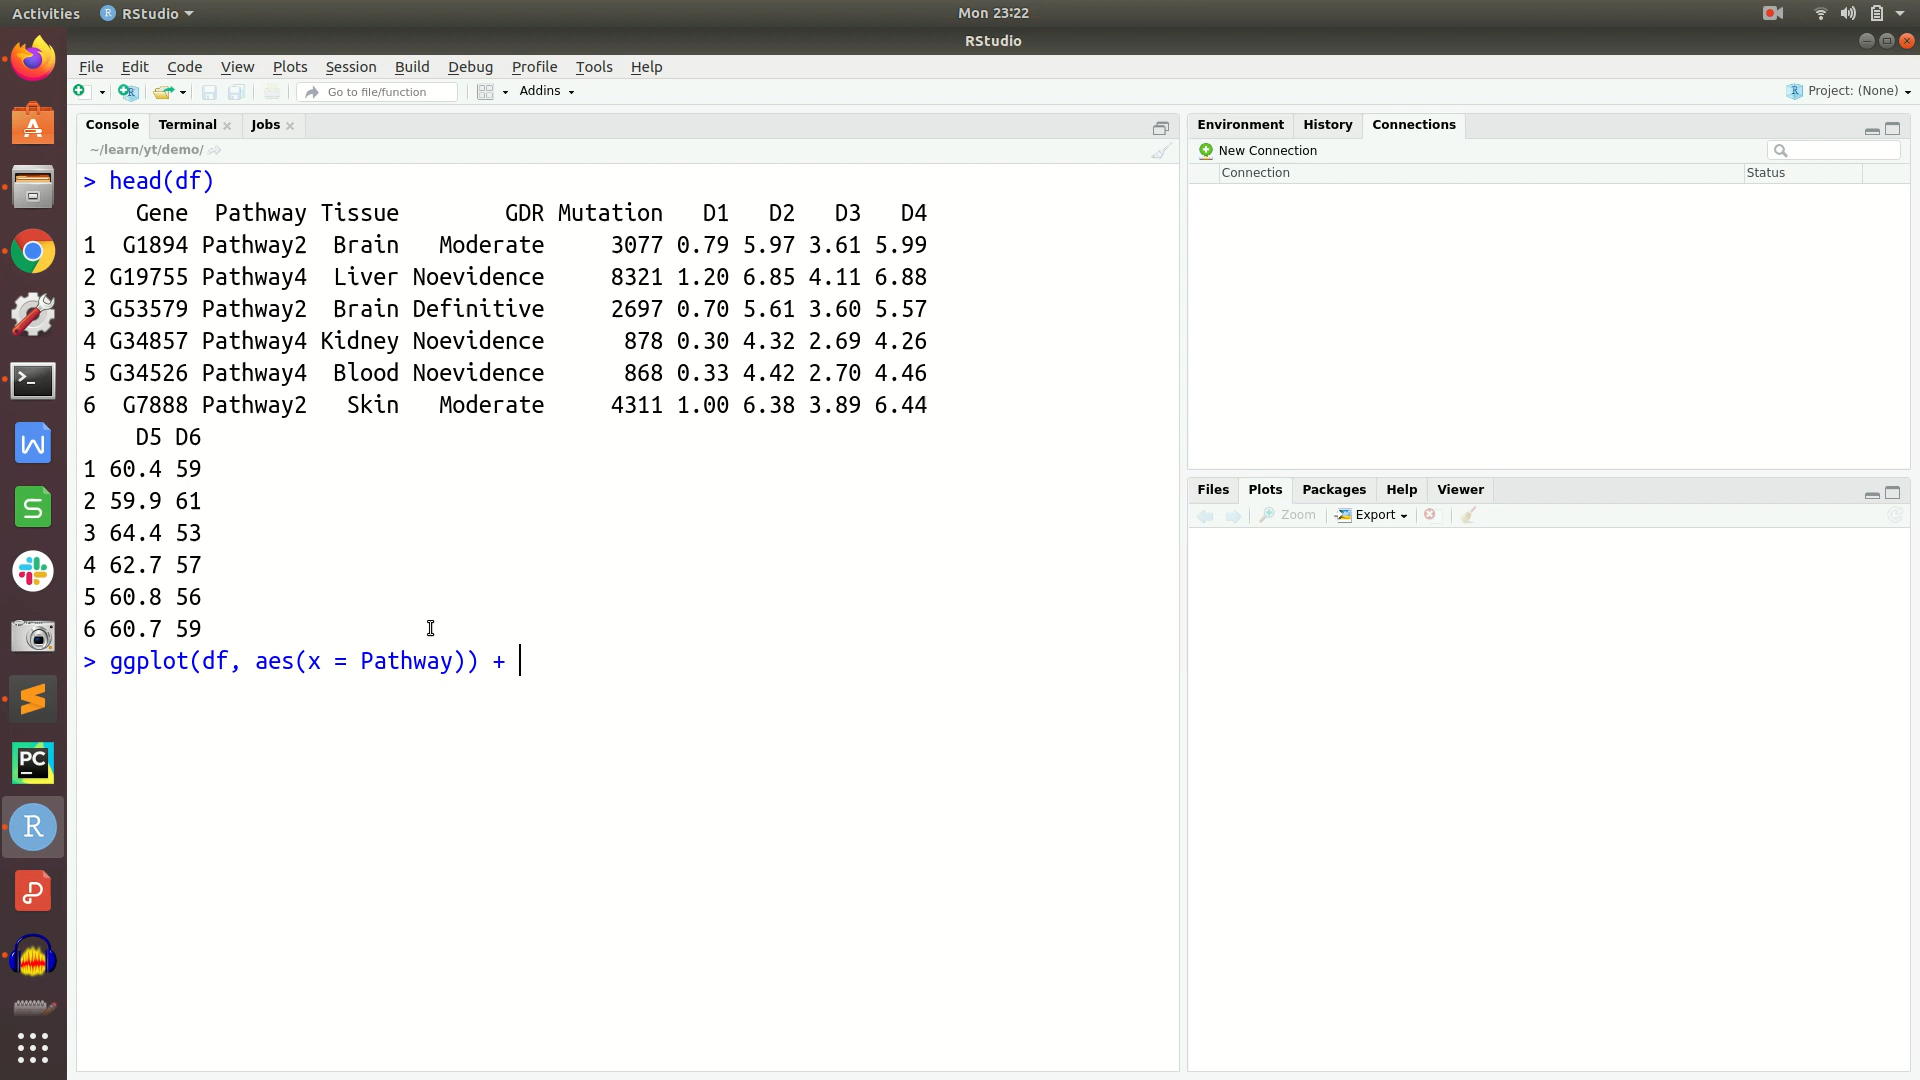 Activities RStudio Mon 23:22
RStudio
File Edit Code View Plots Session Build Debug Profile Tools Help
Go to file/function Addins Project: (None)
Console Terminal Jobs
~/learn/yt/demo/
> head(df)
Gene Pathway Tissue GDR Mutation D1 D2 D3 D4
1 G1894 Pathway2 Brain Moderate 3077 0.79 5.97 3.61 5.99
2 G19755 Pathway4 Liver Noevidence 8321 1.20 6.85 4.11 6.88
3 G53579 Pathway2 Brain Definitive 2697 0.70 5.61 3.60 5.57
4 G34857 Pathway4 Kidney Noevidence 878 0.30 4.32 2.69 4.26
5 G34526 Pathway4 Blood Noevidence 868 0.33 4.42 2.70 4.46
6 G7888 Pathway2 Skin Moderate 4311 1.00 6.38 3.89 6.44
D5 D6
1 60.4 59
2 59.9 61
3 64.4 53
4 62.7 57
5 60.8 56
6 60.7 59
> ggplot(df, aes(x = Pathway)) +
Environment History Connections
New Connection
Connection Status
Files Plots Packages Help Viewer
Zoom Export